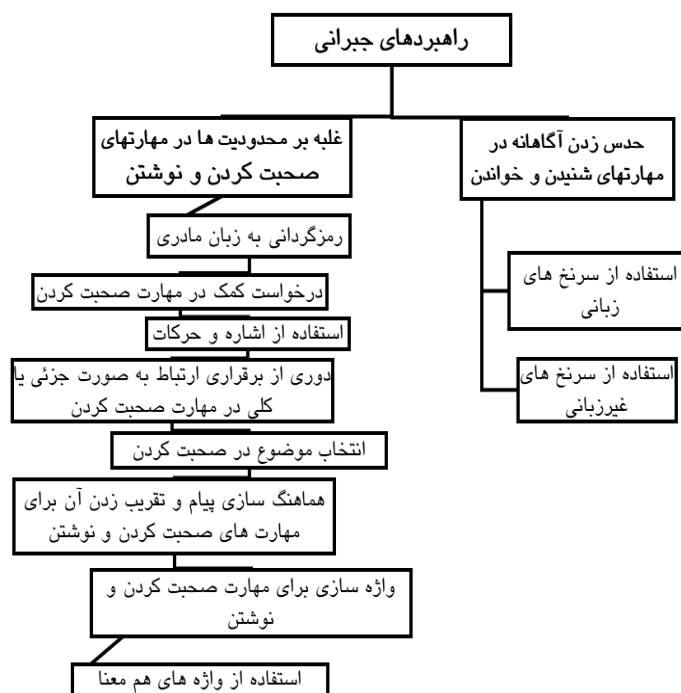 راهبردهای جبرانی
حدس زدن آگاهانه در
مهارتهای شنیدن و خواندن
استفاده از سرنخ های
زبانی
استفاده از سرنخ های
غیرزبانی
غلبه بر محدودیت ها در مهارتهای
صحبت کردن و نوشتن
رمزگردانی به زبان مادری
درخواست کمک در مهارت صحبت کردن
استفاده از اشاره و حرکات
دوری از برقراری ارتباط به صورت جزئی یا
کلی در مهارت صحبت کردن
انتخاب موضوع در صحبت کردن
هماهنگ سازی پیام و تقریب زدن آن برای
مهارت های صحبت کردن و نوشتن
واژه سازی برای مهارت صحبت کردن و
نوشتن
استفاده از واژه های هم معنا